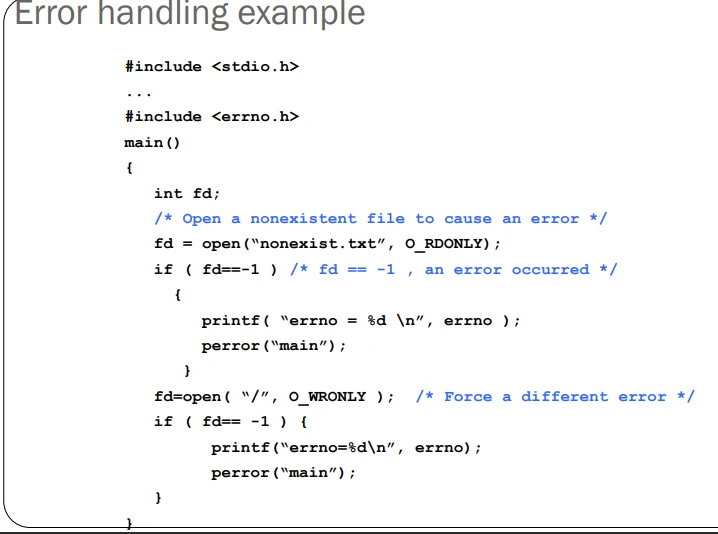 Error handling example
#include <stdio.h>
...
#include <errno.h>
main()
{
int fd;
/* Open a nonexistent file to cause an error */
fd = open(“nonexist.txt”, O_RDONLY);
if ( fd==-1 ) /* fd == -1 , an error occurred */
{
printf( “errno = %d \n”, errno );
perror(“main”);
}
fd=open( “/”, O_WRONLY ); /* Force a different error */
if ( fd== -1 ) {
printf(“errno=%d\n”, errno);
perror(“main”);
}
}